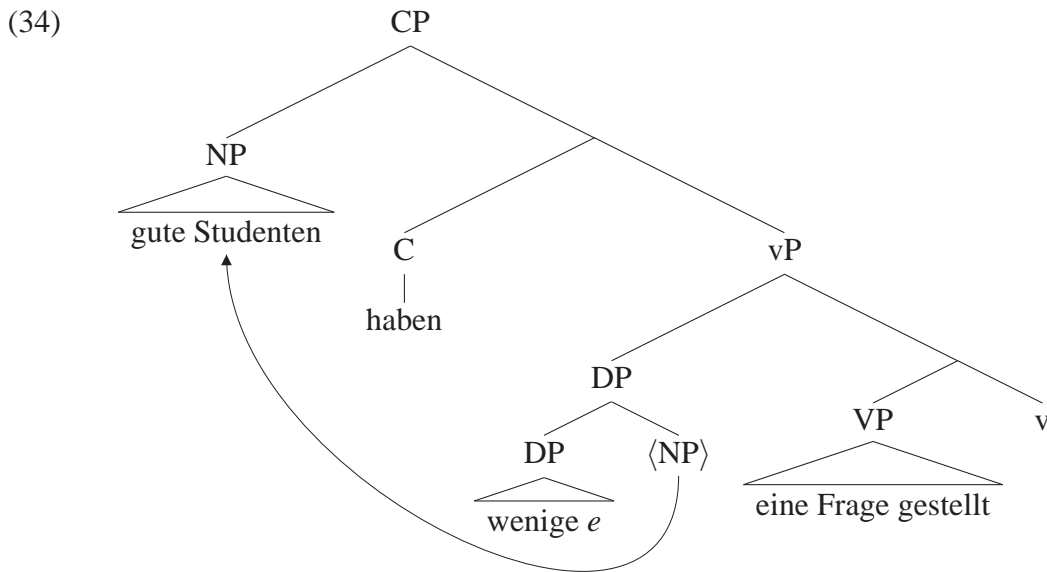 (34)
CP
NP
gute Studenten
C
vP
haben
DP
DP
⟨NP⟩
VP
v
wenige e
eine Frage gestellt